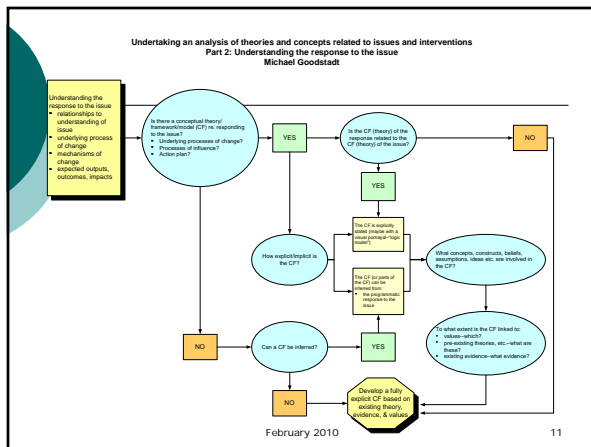 Undertaking an analysis of theories and concepts related to issues and interventions
Part 2: Understanding the response to the issue
Michael Goodstadt
Understanding the
response to the issue
▪ relationships to
understanding of
issue
▪ underlying process
of change
▪ mechanisms of
change
▪ expected outputs,
outcomes, impacts
Is there a conceptual theory/
framework/model (CF) re. responding
to the issue?
▪ Underlying processes of change?
▪ Processes of influence?
▪ Action plan?
YES
Is the CF (theory) of the
response related to the
CF (theory) of the issue?
NO
YES
How explicit/implicit is
the CF?
The CF is explicitly
stated (maybe with a
visual portrayal--"logic
model")
The CF (or parts of
the CF) can be
inferred from:
▪ the programmatic
response to the
issue
What concepts, constructs, beliefs,
assumptions, ideas etc. are involved in
the CF?
NO
Can a CF be inferred?
YES
To what extent is the CF linked to:
▪ values--which?
▪ pre-existing theories, etc.--what are
these?
▪ existing evidence--what evidence?
NO
Develop a fully
explicit CF based on
existing theory,
evidence, & values
February 2010
11